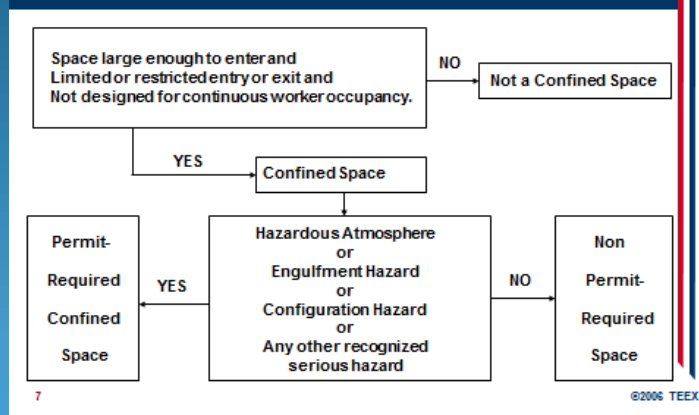 Space large enough to enter and
Limited or restricted entry or exit and
Not designed for continuous worker occupancy.
NO
Not a Confined Space
YES
Confined Space
Permit-
Required
Confined
Space
YES
Hazardous Atmosphere
or
Engulfment Hazard
or
Configuration Hazard
or
Any other recognized
serious hazard
NO
Non
Permit-
Required
Space
7
©2006 TEEX